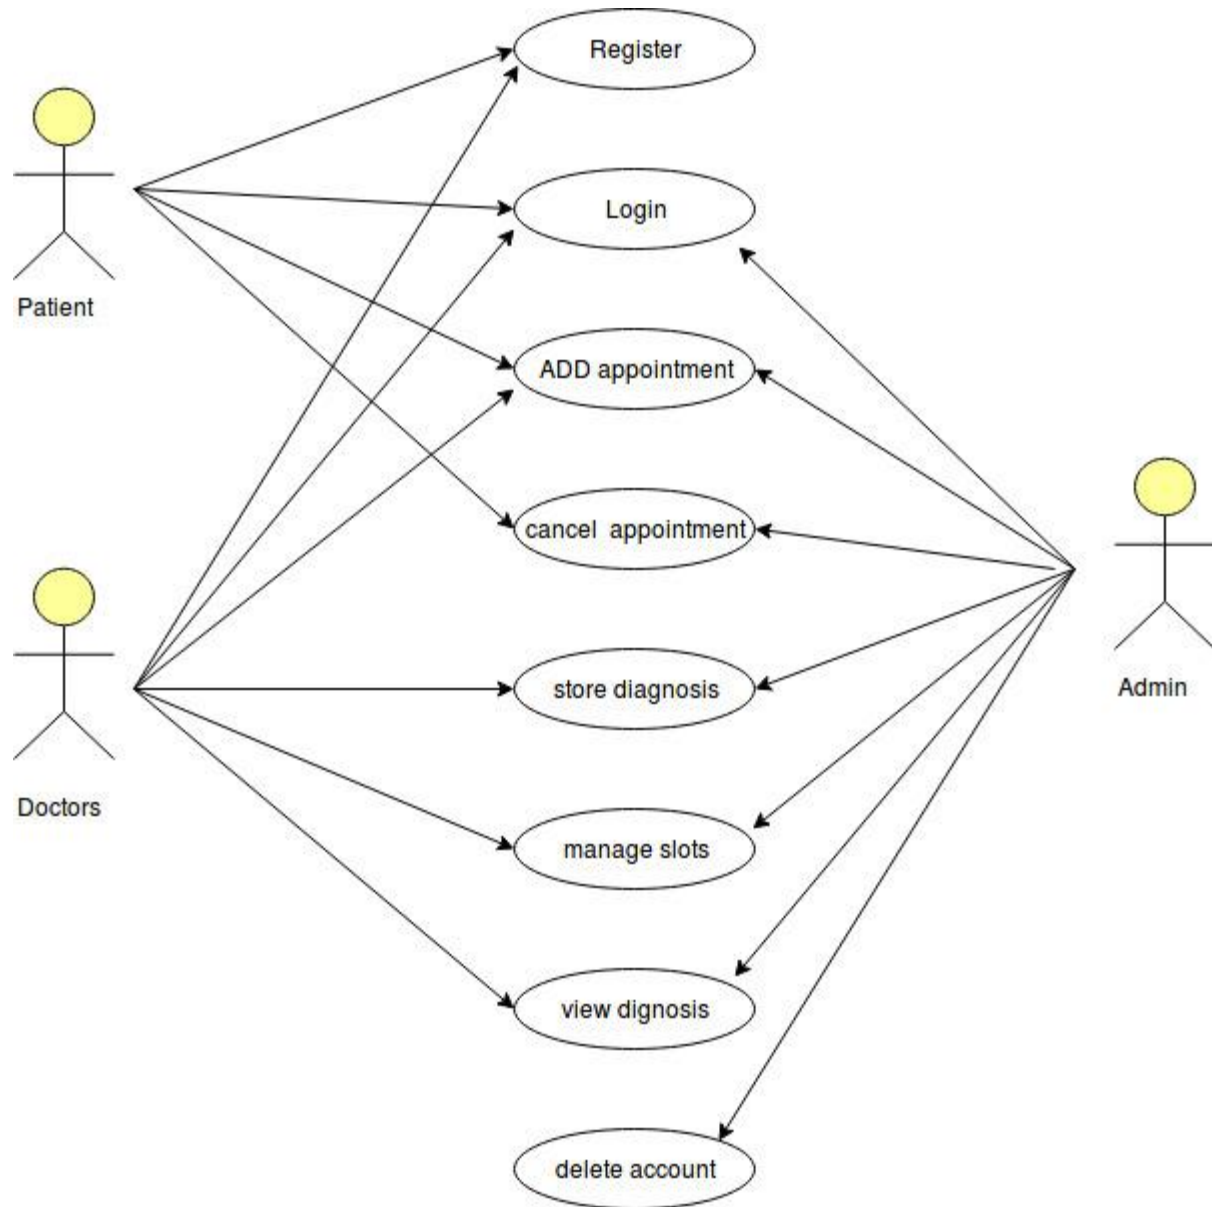 Register
Login
Patient
ADD appointment
cancel  appointment
store diagnosis
Admin
Doctors
manage slots
view dignosis
delete account